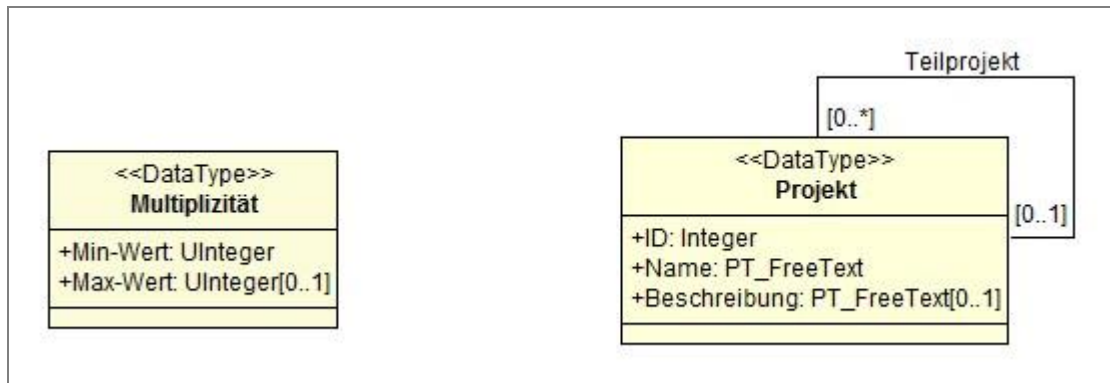 Teilprojekt
[0..*]
<<DataType>>
Multiplizität
+Min-Wert: UInteger
+Max-Wert: UInteger[0..1]
<<DataType>>
Projekt
[0..1]
+ID: Integer
+Name: PT_FreeText
+Beschreibung: PT_FreeText[0..1]